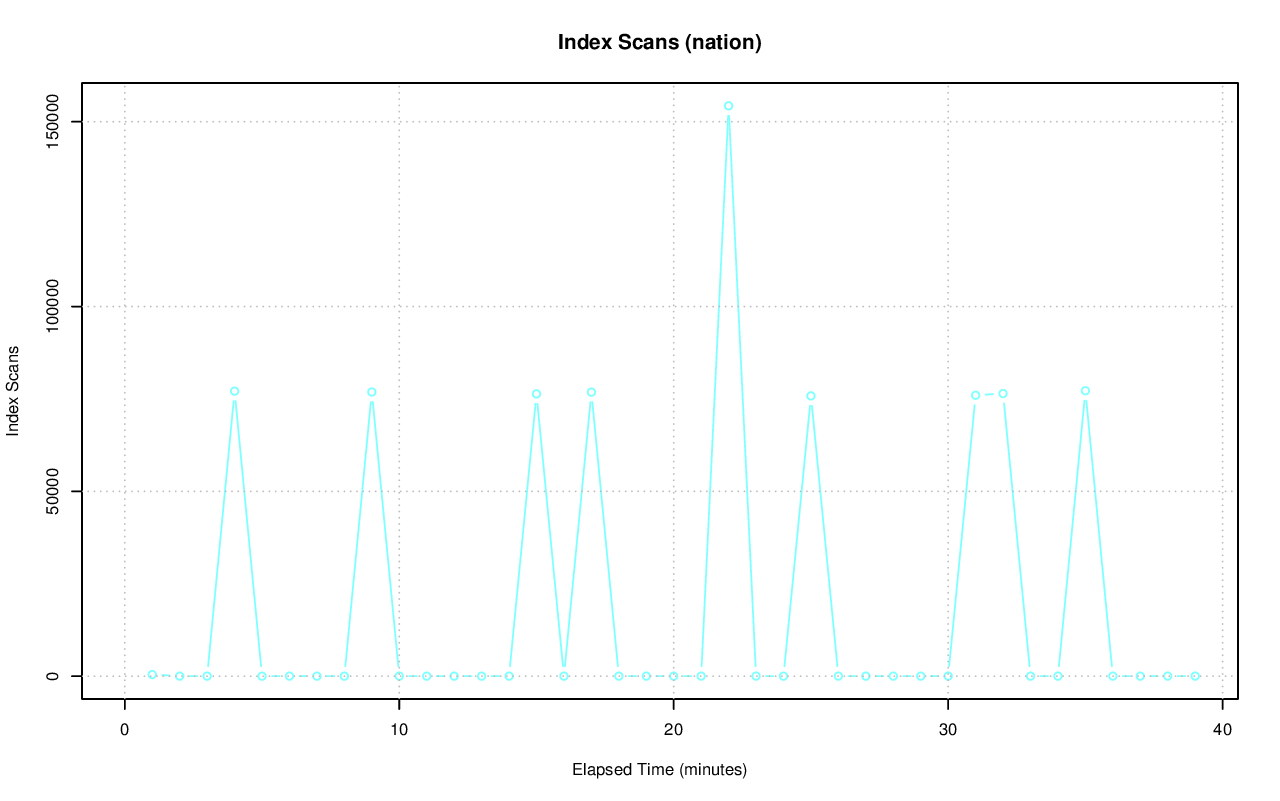 Index Scans (nation)
Index Scans
150000
100000
50000
0
0 10 20 30 40
Elapsed Time (minutes)